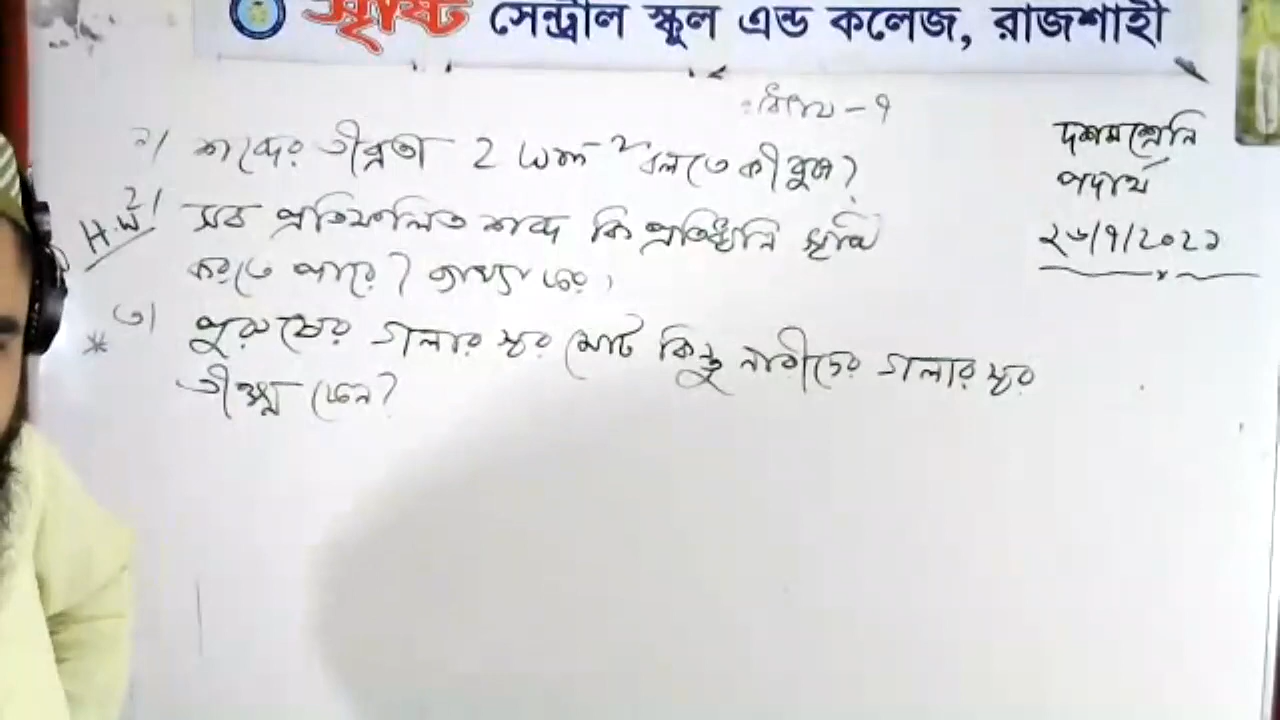 সৃষ্টি সেন্ট্রাল স্কুল এন্ড কলেজ, রাজশাহী
- ৭
দশম শ্রেনি
পদার্থ
২৬/৭/২০২১
১/ শব্দের তীব্রতা 2 Wm⁻² বলতে কী বুঝ?
H.W
২/ সব প্রতিফলিত শব্দ কি প্রতিধ্বনি সৃষ্টি
করতে পারে? ব্যাখ্যা কর।
* ৩/ পুরুষের গলার স্বর মোটা কিন্তু নারীদের গলার স্বর
তীক্ষ্ণ কেন?